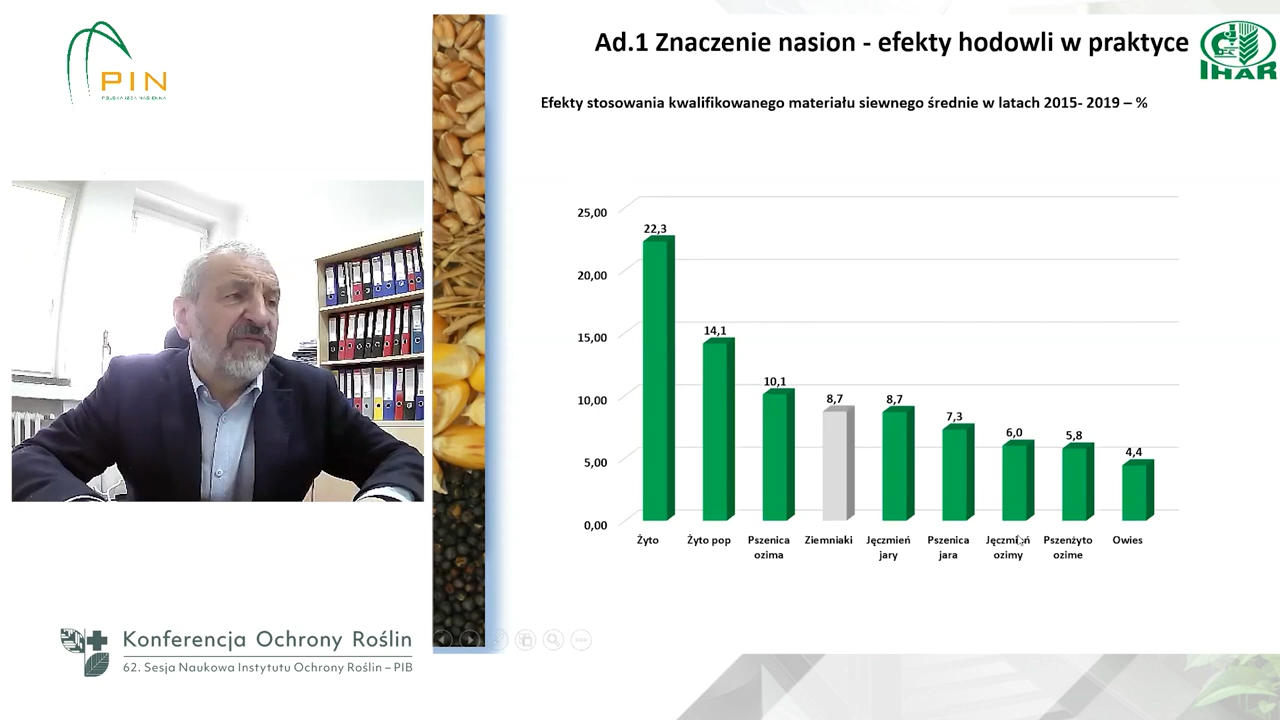 PIN
POLSKA IZBA NASIENNA
Ad.1 Znaczenie nasion - efekty hodowli w praktyce
IHAR
Efekty stosowania kwalifikowanego materiału siewnego średnie w latach 2015- 2019 – %
25,00
20,00
15,00
10,00
5,00
0,00
22,3
14,1
10,1
8,7
8,7
7,3
6,0
5,8
4,4
Żyto
Żyto pop
Pszenica
ozima
Ziemniaki
Jęczmień
jary
Pszenica
jara
Jęczmień
ozimy
Pszenżyto
ozime
Owies
Konferencja Ochrony Roślin
62. Sesja Naukowa Instytutu Ochrony Roślin – PIB